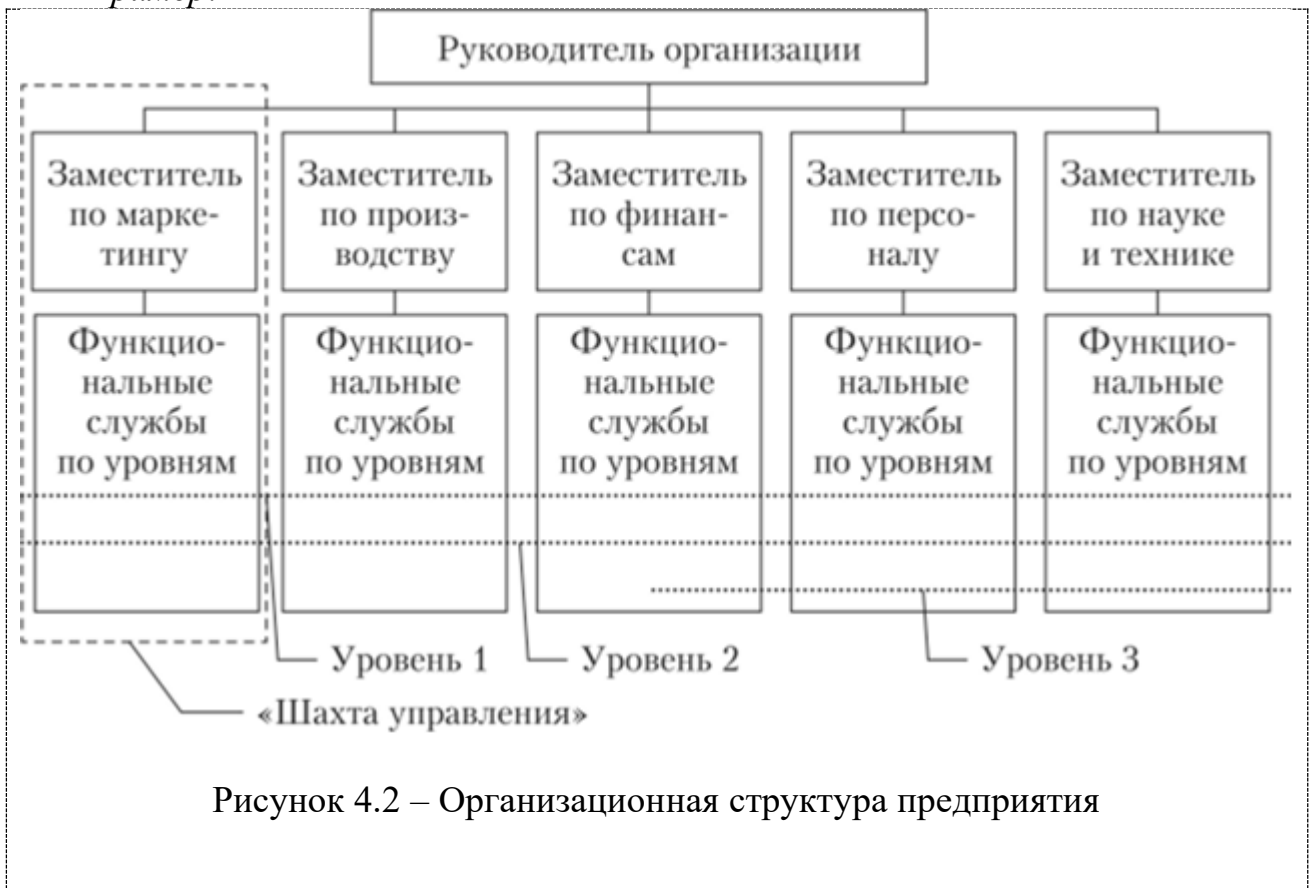 Руководитель организации
Заместитель
по марке-
тингу
Заместитель
по произ-
водству
Заместитель
по финан-
сам
Заместитель
по персо-
налу
Заместитель
по науке
и технике
Функцио-
нальные
службы
по уровням
Функцио-
нальные
службы
по уровням
Функцио-
нальные
службы
по уровням
Функцио-
нальные
службы
по уровням
Функцио-
нальные
службы
по уровням
Уровень 1
Уровень 2
Уровень 3
«Шахта управления»
Рисунок 4.2 – Организационная структура предприятия